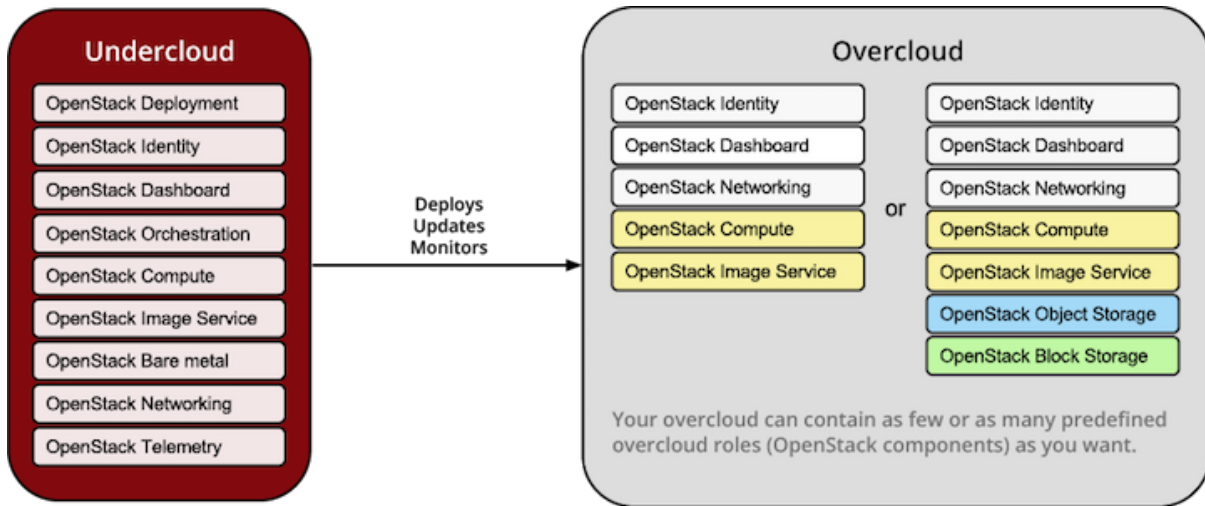 Undercloud
OpenStack Deployment
OpenStack Identity
OpenStack Dashboard
OpenStack Orchestration
OpenStack Compute
OpenStack Image Service
OpenStack Bare metal
OpenStack Networking
OpenStack Telemetry
Deploys
Updates
Monitors
Overcloud
OpenStack Identity
OpenStack Dashboard
OpenStack Networking
OpenStack Compute
OpenStack Image Service
or
OpenStack Identity
OpenStack Dashboard
OpenStack Networking
OpenStack Compute
OpenStack Image Service
OpenStack Object Storage
OpenStack Block Storage
Your overcloud can contain as few or as many predefined
overcloud roles (OpenStack components) as you want.